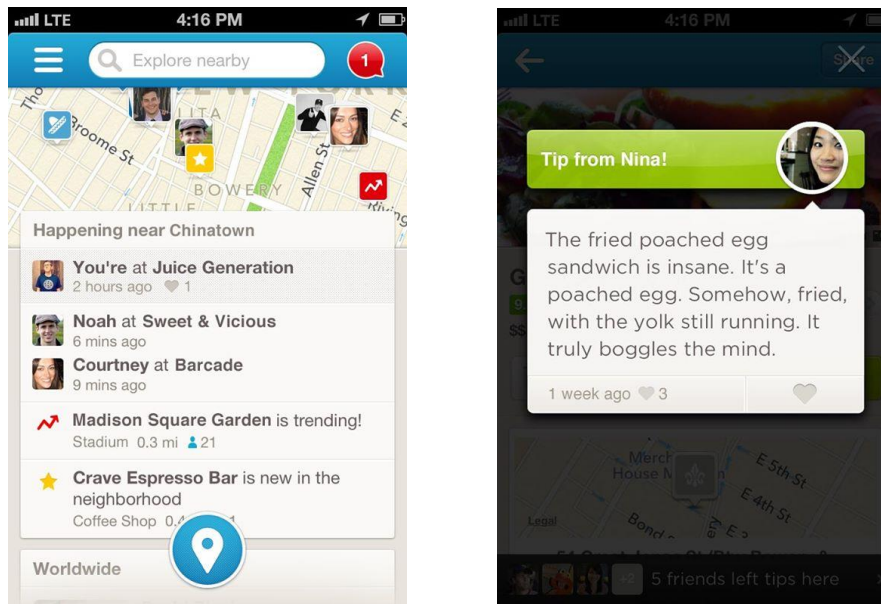 LTE 4:16 PM
Explore nearby
1
Broome St
Allen St
BOWERY
LITTLE
Happening near Chinatown
You're at Juice Generation
2 hours ago 1
Noah at Sweet & Vicious
6 mins ago
Courtney at Barcade
9 mins ago
Madison Square Garden is trending!
Stadium 0.3 mi 21
Crave Espresso Bar is new in the
neighborhood
Coffee Shop
Worldwide
LTE 4:16 PM
Share
Tip from Nina!
The fried poached egg
sandwich is insane. It's a
poached egg. Somehow, fried,
with the yolk still running. It
truly boggles the mind.
1 week ago 3
E 5th St
E 4th St
Legal
Bond
5 friends left tips here
+2